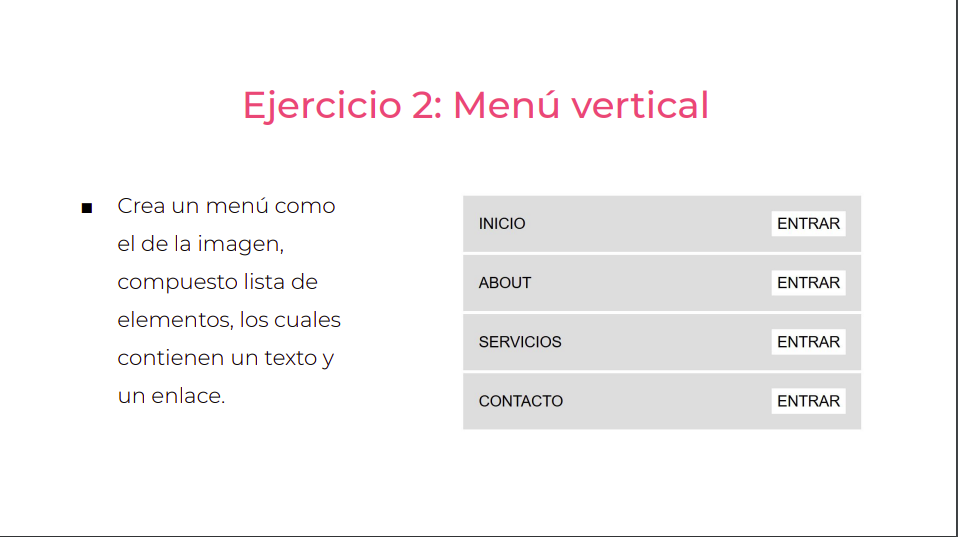 Ejercicio 2: Menú vertical
■ Crea un menú como
el de la imagen,
compuesto lista de
elementos, los cuales
contienen un texto y
un enlace.
INICIO ENTRAR
ABOUT ENTRAR
SERVICIOS ENTRAR
CONTACTO ENTRAR